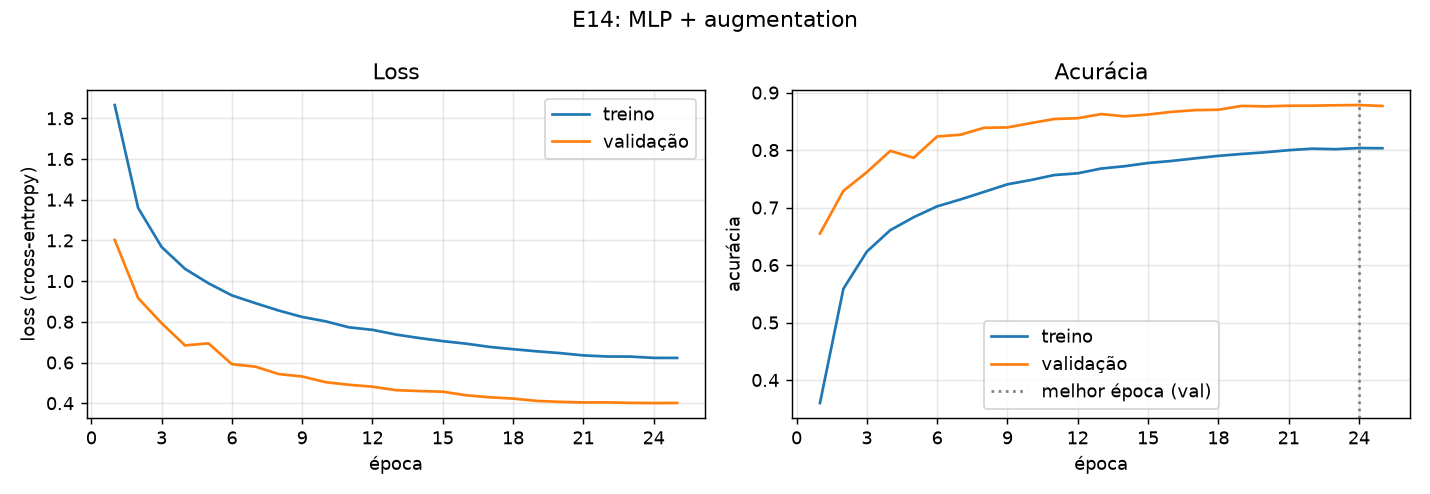 E14: MLP + augmentation
Loss
loss (cross-entropy)
1.8
1.6
1.4
1.2
1.0
0.8
0.6
0.4
treino
validação
0 3 6 9 12 15 18 21 24
época
Acurácia
acurácia
0.9
0.8
0.7
0.6
0.5
0.4
treino
validação
melhor época (val)
0 3 6 9 12 15 18 21 24
época